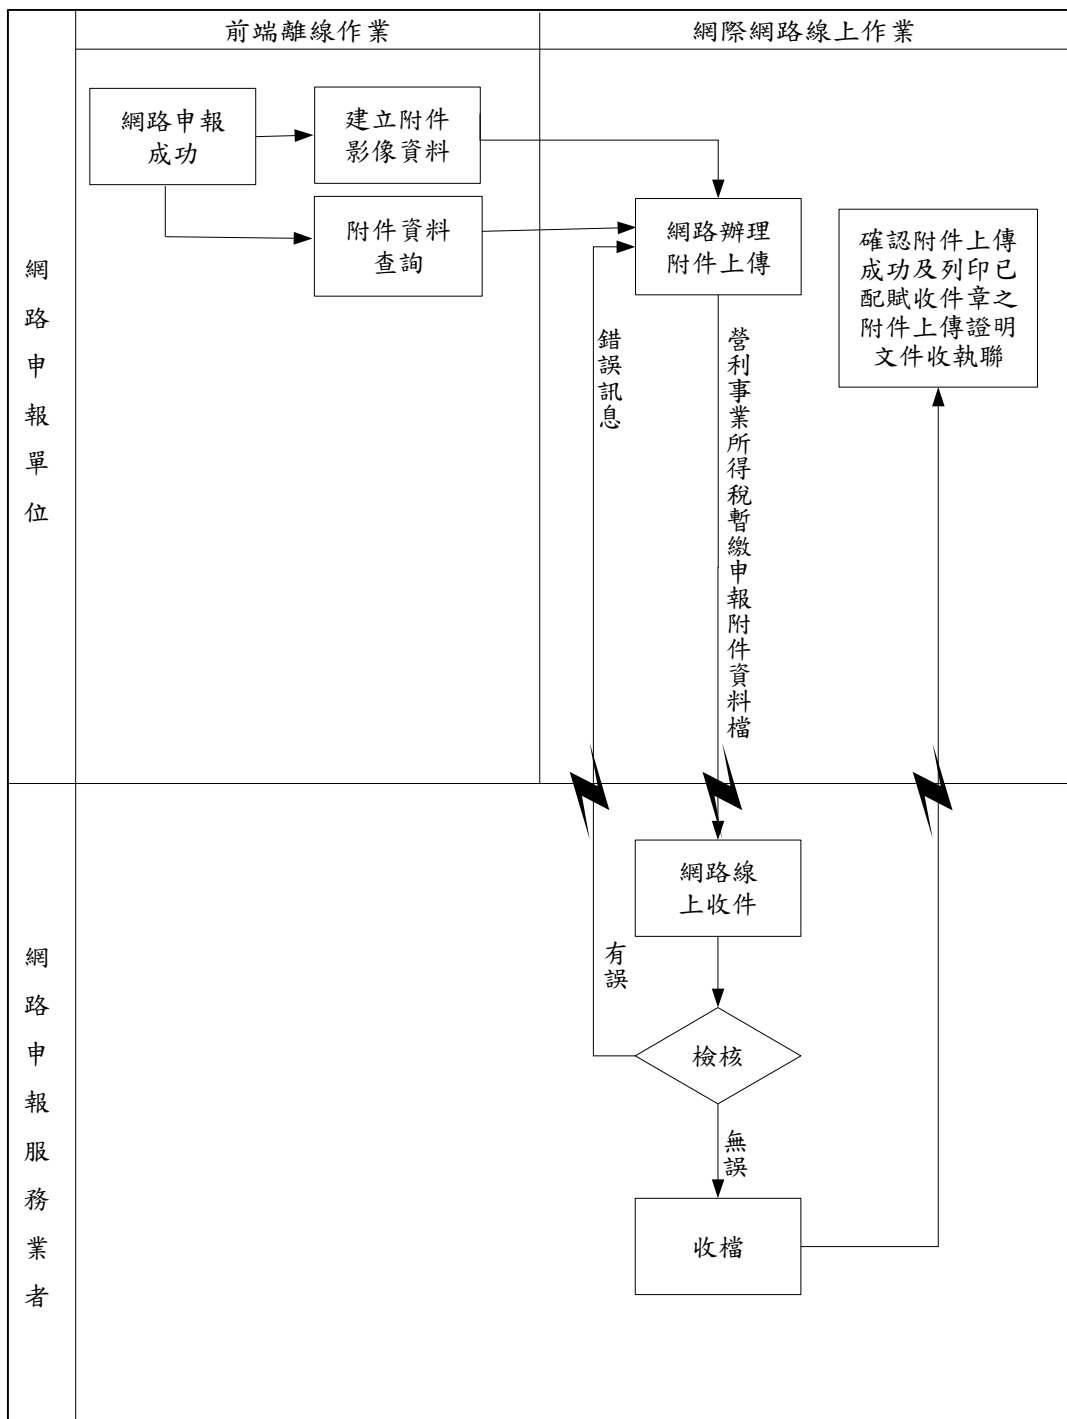 前端離線作業
網際網路線上作業
網路申報單位
網路申報
成功
建立附件
影像資料
附件資料
查詢
網路辦理
附件上傳
確認附件上傳
成功及列印已
配賦收件章之
附件上傳證明
文件收執聯
錯誤訊息
營利事業所得稅暫繳申報附件資料檔
網路申報服務業者
網路線
上收件
有誤
檢核
無誤
收檔